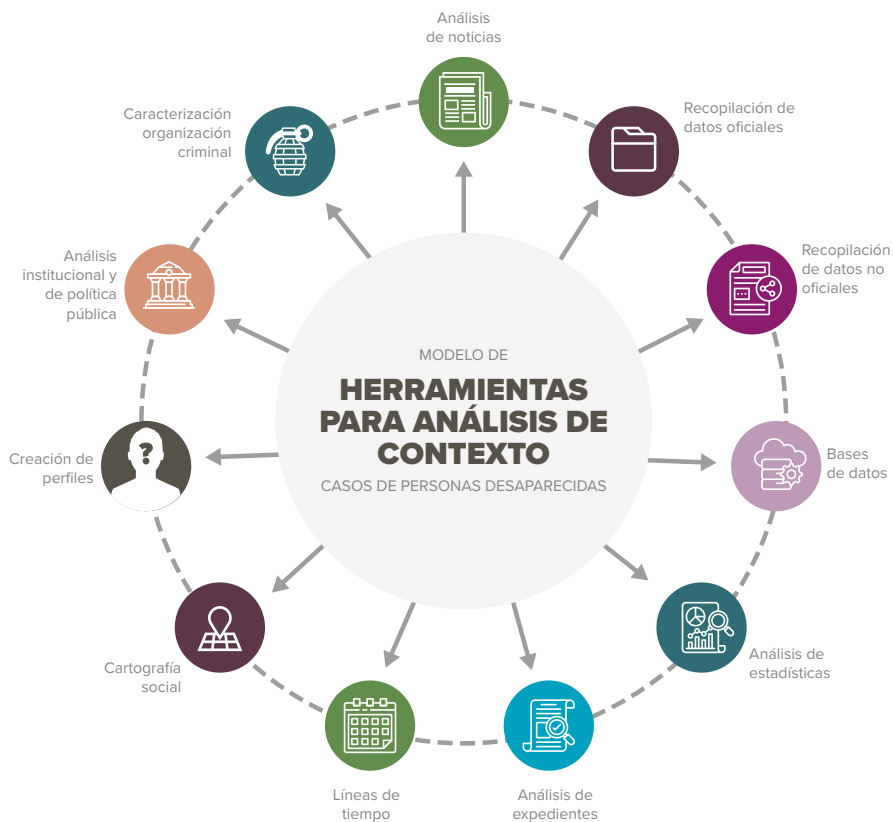 Análisis
de noticias
Recopilación de
datos oficiales
Recopilación
de datos no
oficiales
Bases
de datos
Análisis de
estadísticas
Análisis de
expedientes
Líneas de
tiempo
Cartografía
social
Creación de
perfiles
Análisis
institucional y
de política
pública
Caracterización
organización
criminal
MODELO DE
HERRAMIENTAS
PARA ANÁLISIS DE
CONTEXTO
CASOS DE PERSONAS DESAPARECIDAS
?